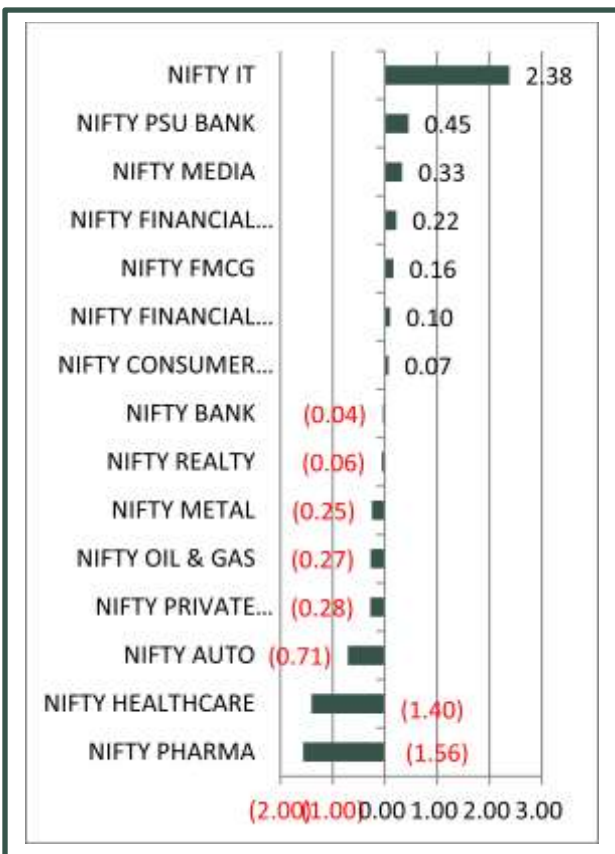 NIFTY IT 2.38
NIFTY PSU BANK 0.45
NIFTY MEDIA 0.33
NIFTY FINANCIAL... 0.22
NIFTY FMCG 0.16
NIFTY FINANCIAL... 0.10
NIFTY CONSUMER... 0.07
NIFTY BANK (0.04)
NIFTY REALTY (0.06)
NIFTY METAL (0.25)
NIFTY OIL & GAS (0.27)
NIFTY PRIVATE... (0.28)
NIFTY AUTO (0.71)
NIFTY HEALTHCARE (1.40)
NIFTY PHARMA (1.56)
(2.00) (1.00) 0.00 1.00 2.00 3.00